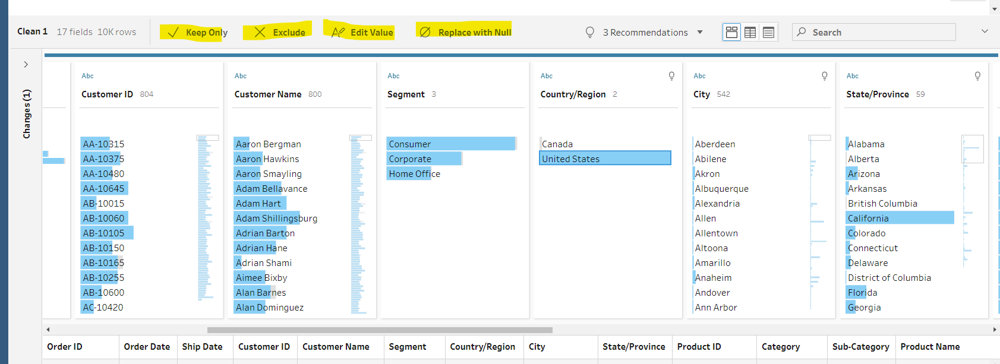 Clean 1 17 fields 10K rows Keep Only Exclude Edit Value Replace with Null 3 Recommendations Search
Changes (1)
Abc
Customer ID 804
AA-10315
AA-10375
AA-10480
AA-10645
AB-10015
AB-10060
AB-10105
AB-10150
AB-10165
AB-10255
AB-10600
AC-10420
Abc
Customer Name 800
Aaron Bergman
Aaron Hawkins
Aaron Smayling
Adam Bellavance
Adam Hart
Adam Shillingsburg
Adrian Barton
Adrian Hane
Adrian Shami
Aimee Bixby
Alan Barnes
Alan Dominguez
Abc
Segment 3
Consumer
Corporate
Home Office
Abc
Country/Region 2
Canada
United States
Abc
City 542
Aberdeen
Abilene
Akron
Albuquerque
Alexandria
Allen
Allentown
Altoona
Amarillo
Anaheim
Andover
Ann Arbor
Abc
State/Province 59
Alabama
Alberta
Arizona
Arkansas
British Columbia
California
Colorado
Connecticut
Delaware
District of Columbia
Florida
Georgia
Order ID Order Date Ship Date Customer ID Customer Name Segment Country/Region City State/Province Product ID Category Sub-Category Product Name